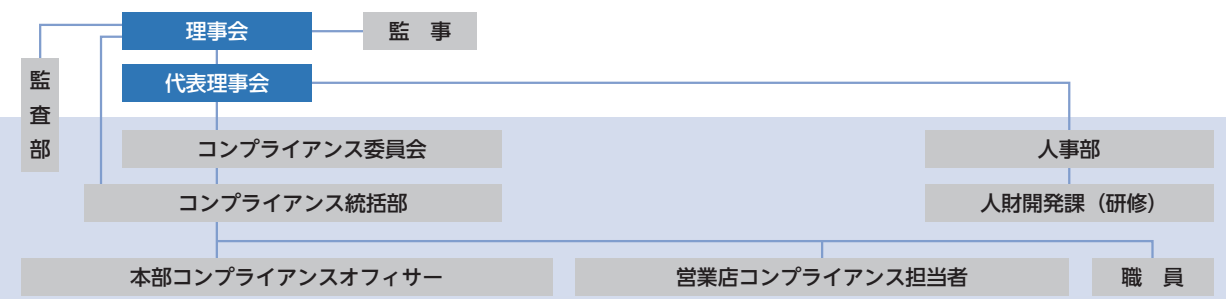 理事会
監　事
監査部
代表理事会
コンプライアンス委員会
人事部
コンプライアンス統括部
人財開発課（研修）
本部コンプライアンスオフィサー
営業店コンプライアンス担当者
職　員